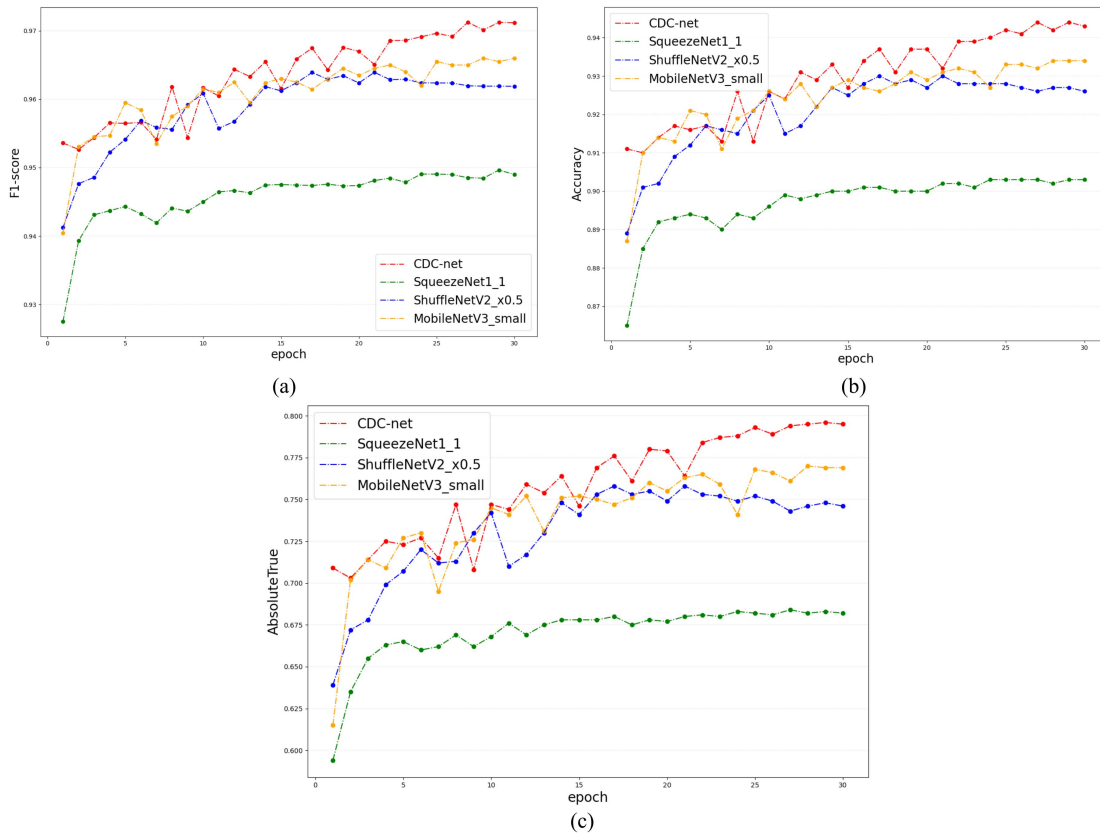 0.97
0.96
0.95
0.94
0.93
F1-score
CDC-net
SqueezeNet1_1
ShuffleNetV2_x0.5
MobileNetV3_small
0 5 10 15 20 25 30
epoch
(a)
CDC-net
SqueezeNet1_1
ShuffleNetV2_x0.5
MobileNetV3_small
0.94
0.93
0.92
0.91
0.90
0.89
0.88
0.87
Accuracy
0 5 10 15 20 25 30
epoch
(b)
CDC-net
SqueezeNet1_1
ShuffleNetV2_x0.5
MobileNetV3_small
0.800
0.775
0.750
0.725
0.700
0.675
0.650
0.625
0.600
AbsoluteTrue
0 5 10 15 20 25 30
epoch
(c)